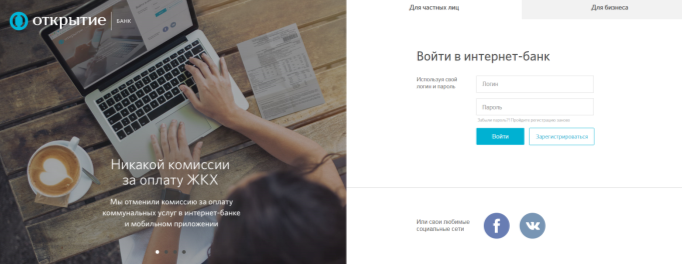 открытие
БАНК
Никакой комиссии
за оплату ЖКХ
Мы отменили комиссию за оплату
коммунальных услуг в интернет-банке
и мобильном приложении
Для частных лиц
Для бизнеса
Войти в интернет-банк
Используя свой
логин и пароль
Логин
Пароль
Забыли пароль? Пройдите регистрацию заново
Войти
Зарегистрироваться
Или свои любимые
социальные сети